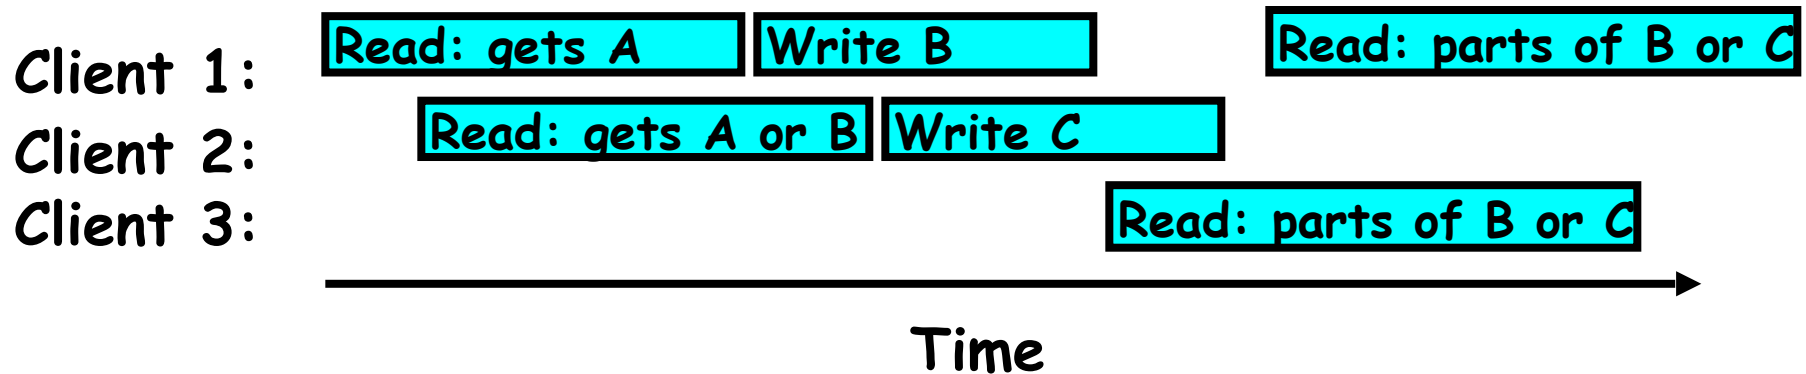 Client 1: Read: gets A Write B Read: parts of B or C
Client 2: Read: gets A or B Write C
Client 3: Read: parts of B or C
Time